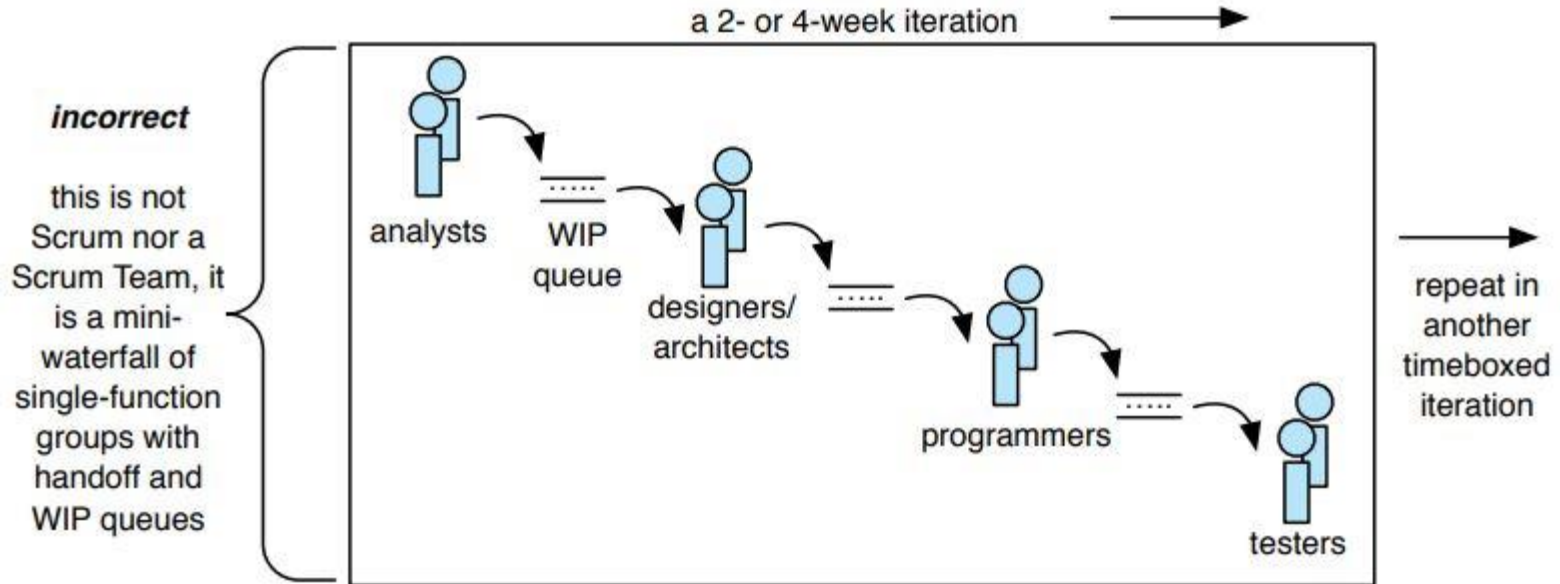 a 2- or 4-week iteration
incorrect
this is not
Scrum nor a
Scrum Team, it
is a mini-
waterfall of
single-function
groups with
handoff and
WIP queues
analysts
WIP
queue
designers/
architects
programmers
testers
repeat in
another
timeboxed
iteration